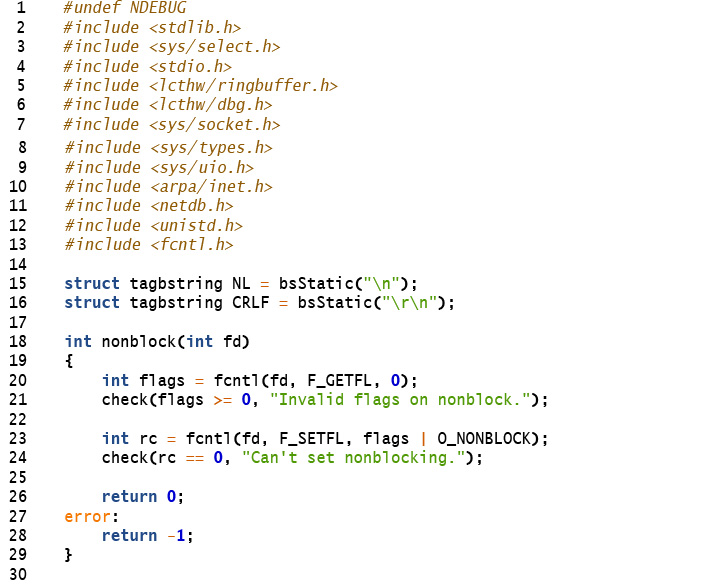 1 #undef NDEBUG
2 #include <stdlib.h>
3 #include <sys/select.h>
4 #include <stdio.h>
5 #include <lcthw/ringbuffer.h>
6 #include <lcthw/dbg.h>
7 #include <sys/socket.h>
8 #include <sys/types.h>
9 #include <sys/uio.h>
10 #include <arpa/inet.h>
11 #include <netdb.h>
12 #include <unistd.h>
13 #include <fcntl.h>
14
15 struct tagbstring NL = bsStatic("\n");
16 struct tagbstring CRLF = bsStatic("\r\n");
17
18 int nonblock(int fd)
19 {
20     int flags = fcntl(fd, F_GETFL, 0);
21     check(flags >= 0, "Invalid flags on nonblock.");
22
23     int rc = fcntl(fd, F_SETFL, flags | O_NONBLOCK);
24     check(rc == 0, "Can't set nonblocking.");
25
26     return 0;
27 error:
28     return -1;
29 }
30